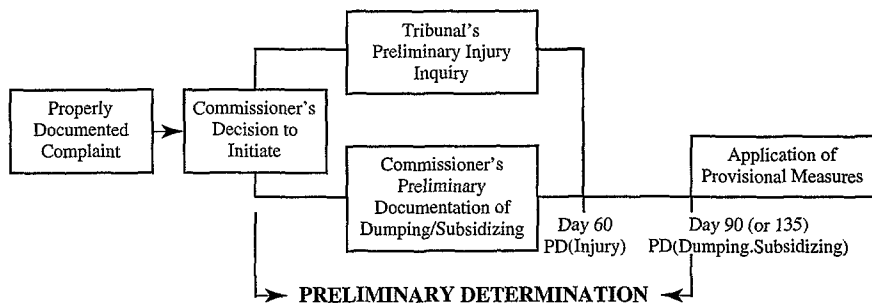 Tribunal's
Preliminary Injury
Inquiry
Properly
Documented
Complaint
Commissioner's
Decision to
Initiate
Commissioner's
Preliminary
Documentation of
Dumping/Subsidizing
Application of
Provisional Measures
Day 60
PD(Injury)
Day 90 (or 135)
PD(Dumping.Subsidizing)
PRELIMINARY DETERMINATION